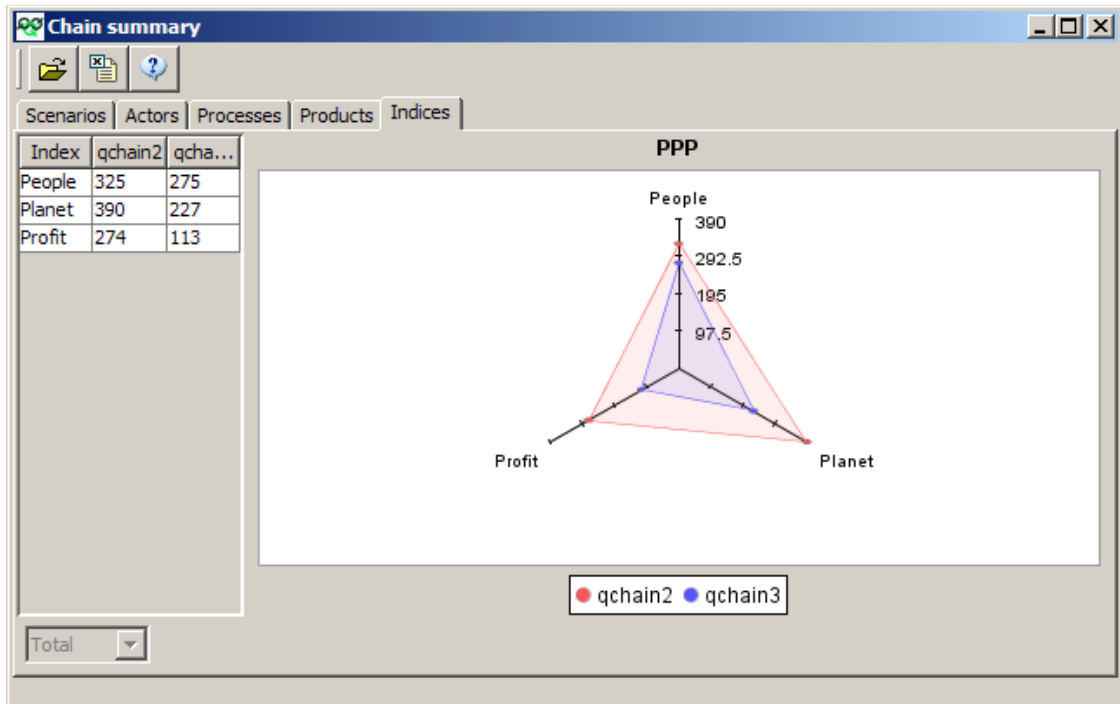 Chain summary
Scenarios Actors Processes Products Indices
Index qchain2 qcha...
People 325 275
Planet 390 227
Profit 274 113
PPP
People
390
292.5
195
97.5
Profit
Planet
qchain2 qchain3
Total